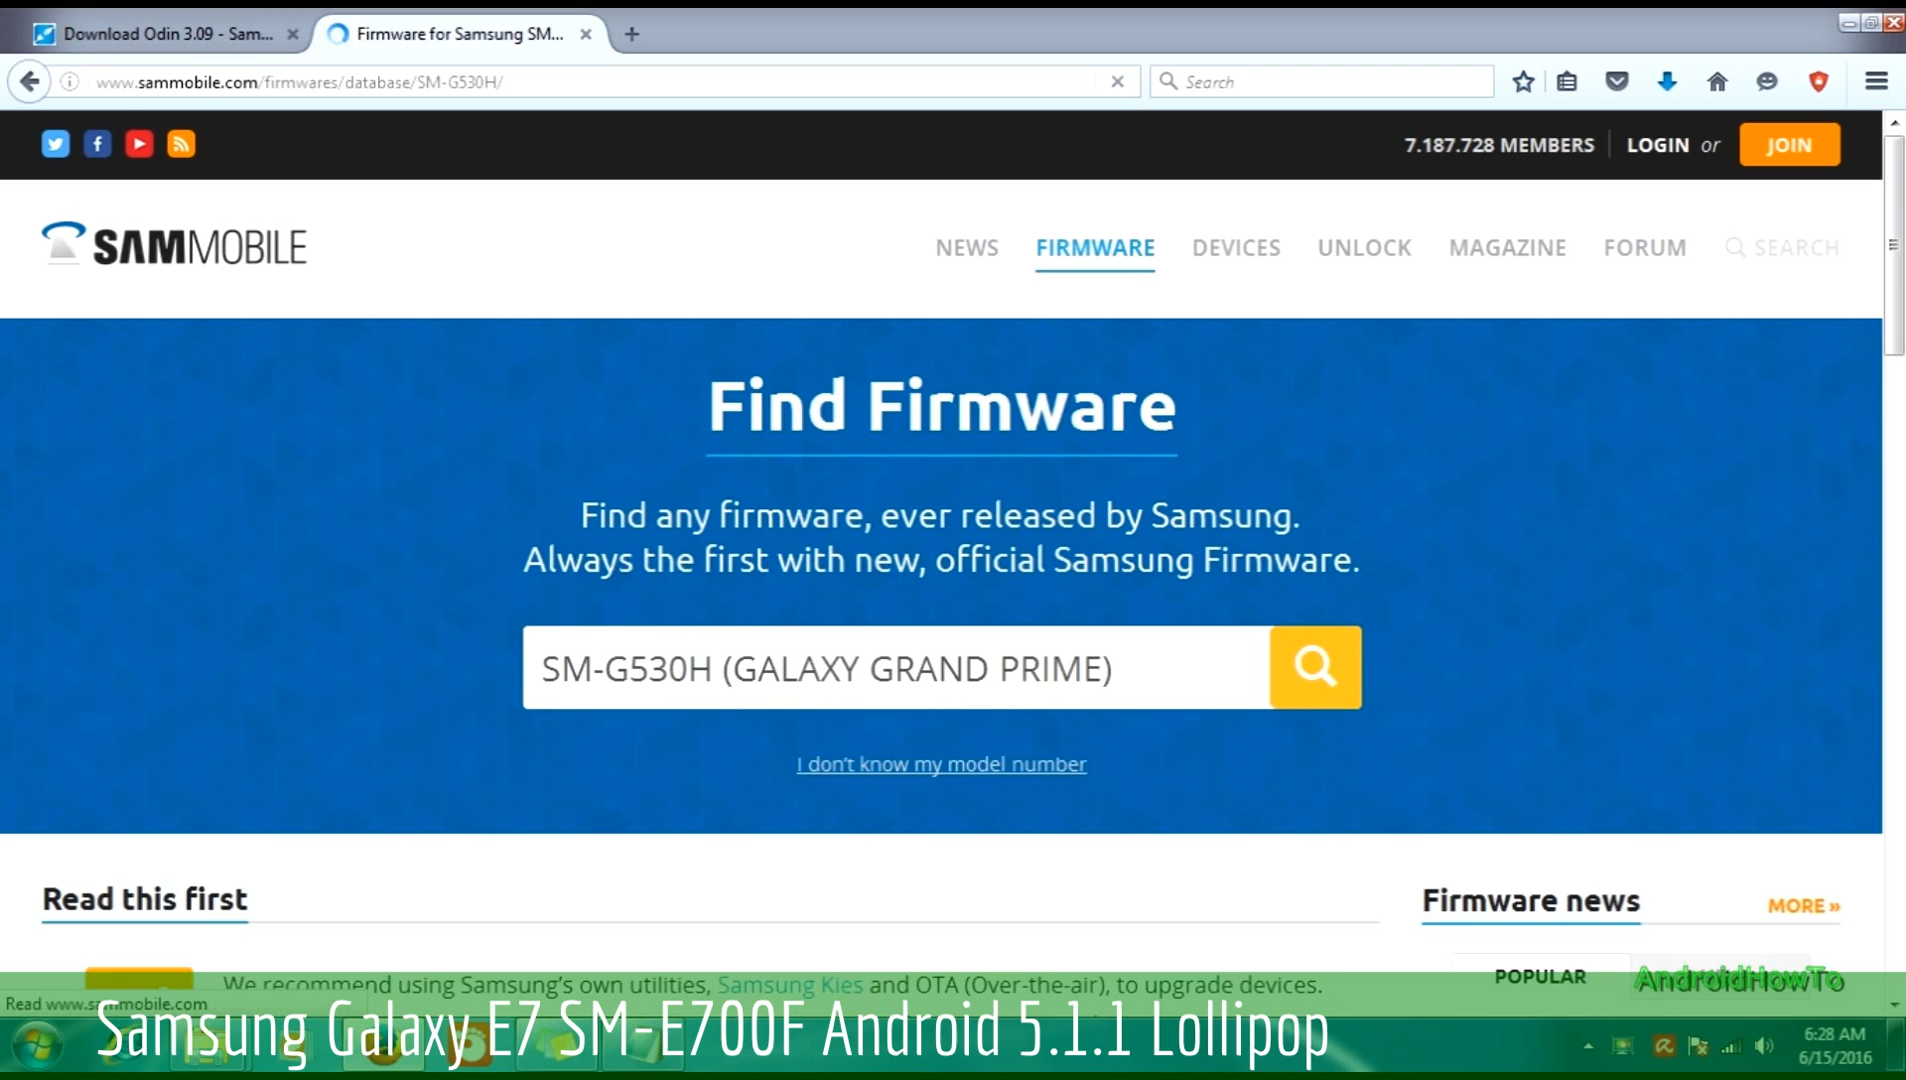 Download Odin 3.09 - Sam...
Firmware for Samsung SM...
www.sammobile.com/firmwares/database/SM-G530H/
Search
7.187.728 MEMBERS
LOGIN or
JOIN
SAMMOBILE
NEWS
FIRMWARE
DEVICES
UNLOCK
MAGAZINE
FORUM
SEARCH
Find Firmware
Find any firmware, ever released by Samsung.
Always the first with new, official Samsung Firmware.
SM-G530H (GALAXY GRAND PRIME)
I don't know my model number
Read this first
Firmware news
MORE »
We recommend using Samsung's own utilities, Samsung Kies and OTA (Over-the-air), to upgrade devices.
POPULAR
AndroidHowTo
Read www.sammobile.com
Samsung Galaxy E7 SM-E700F Android 5.1.1 Lollipop
6:28 AM
6/15/2016